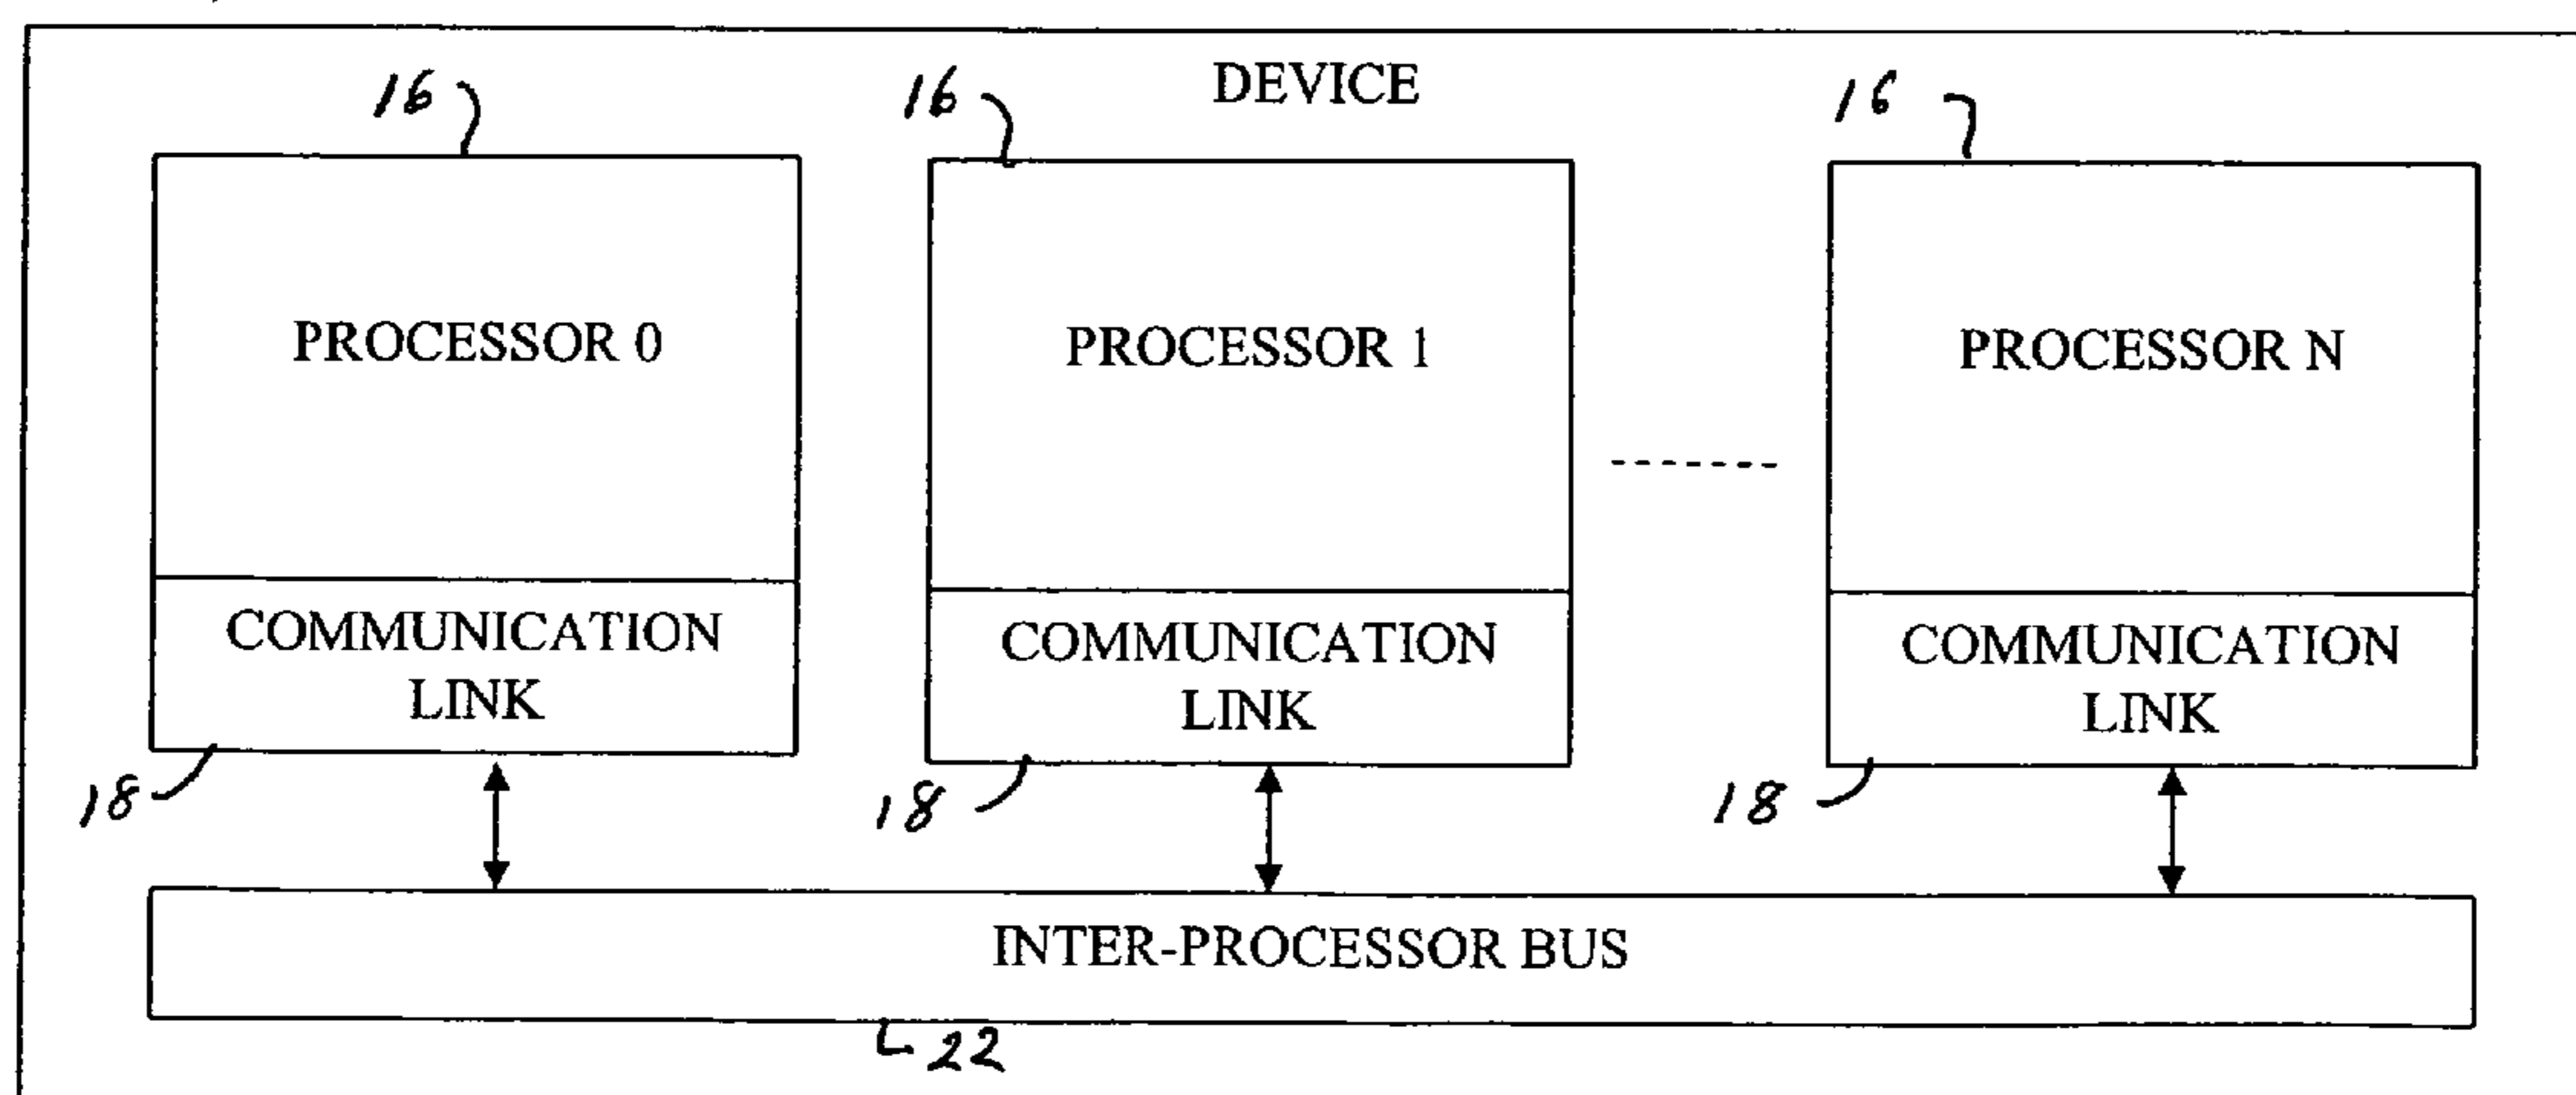 DEVICE
16
16
16
PROCESSOR 0
PROCESSOR 1
PROCESSOR N
COMMUNICATION
LINK
COMMUNICATION
LINK
COMMUNICATION
LINK
18
18
18
INTER-PROCESSOR BUS
22